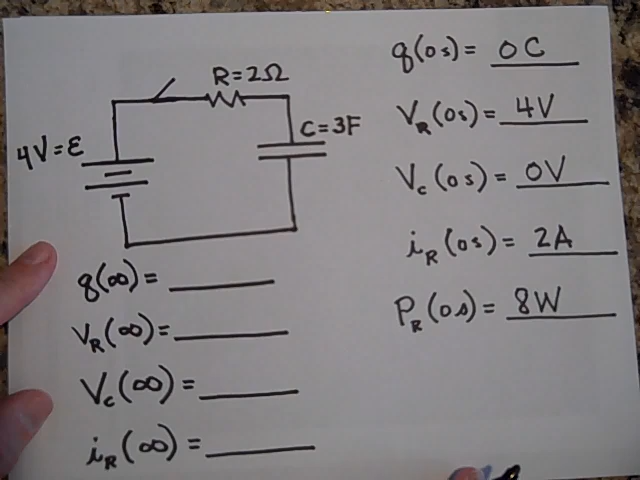 R=2Ω
4V=ε
C=3F
q(0s)= 0C
V_R(0s)= 4V
V_c(0s)= 0V
i_R(0s)= 2A
P_R(0s)= 8W
q(∞)=
V_R(∞)=
V_c(∞)=
i_R(∞)=